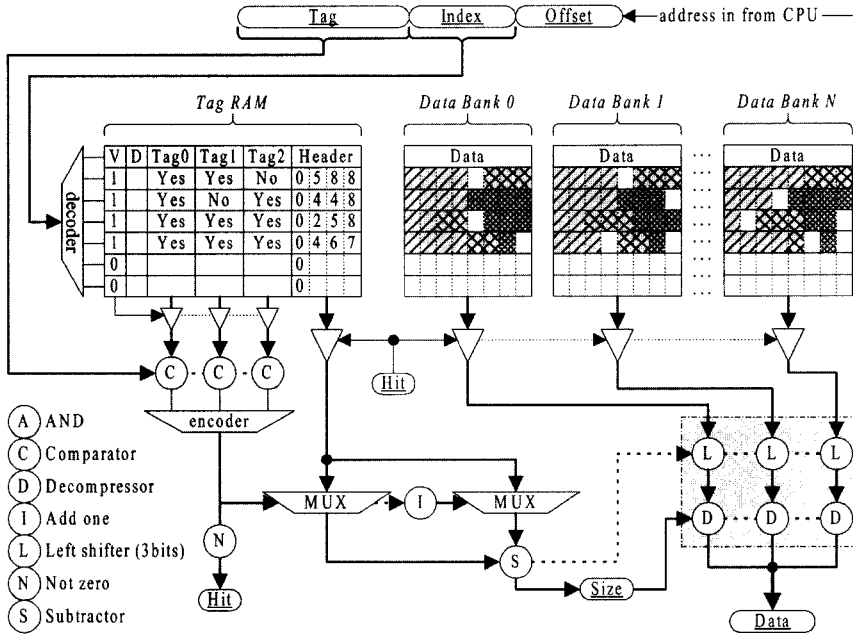 Tag Index Offset address in from CPU
Tag RAM Data Bank 0 Data Bank 1 Data Bank N
decoder
V D Tag0 Tag1 Tag2 Header Data Data ... Data
1 Yes Yes No 0 5 8 8
1 Yes No Yes 0 4 4 8
1 Yes Yes Yes 0 2 5 8
1 Yes Yes Yes 0 4 6 7
0 0
0 0 ...
C C C
Hit
encoder
A AND
C Comparator
D Decompressor
I Add one
L Left shifter (3bits)
N Not zero
S Subtractor
MUX I MUX
N
Hit
S
Size
L L L
D D D
Data